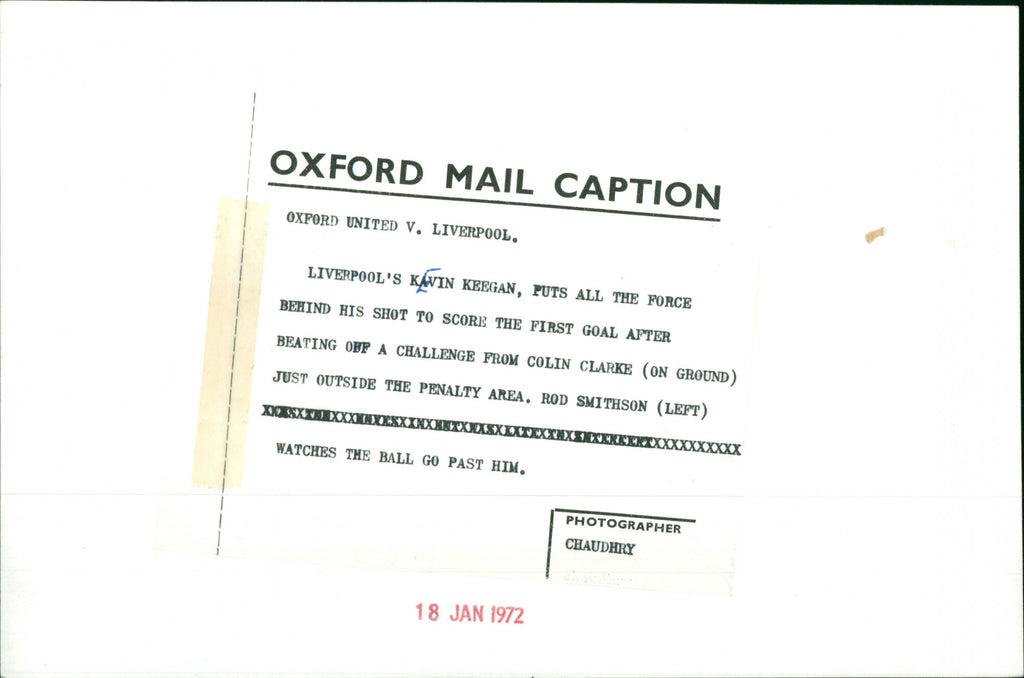 OXFORD MAIL CAPTION
OXFORD UNITED V. LIVERPOOL.
LIVERPOOL'S KEVIN KEEGAN, PUTS ALL THE FORCE
BEHIND HIS SHOT TO SCORE THE FIRST GOAL AFTER
BEATING OFF A CHALLENGE FROM COLIN CLARKE (ON GROUND)
JUST OUTSIDE THE PENALTY AREA. ROD SMITHSON (LEFT)
WATCHES THE BALL GO PAST HIM.
PHOTOGRAPHER
CHAUDHRY
chaudhry
18 JAN 1972